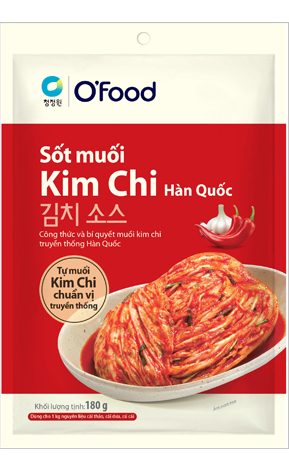 청정원
O'Food
Sốt muối
Kim Chi Hàn Quốc
김치 소스
Công thức và bí quyết muối kim chi
truyền thống Hàn Quốc
Tự muối
Kim Chi
chuẩn vị
truyền thống
Khối lượng tịnh: 180 g
Dùng cho 1 kg nguyên liệu cải thảo, cải dưa, củ cải